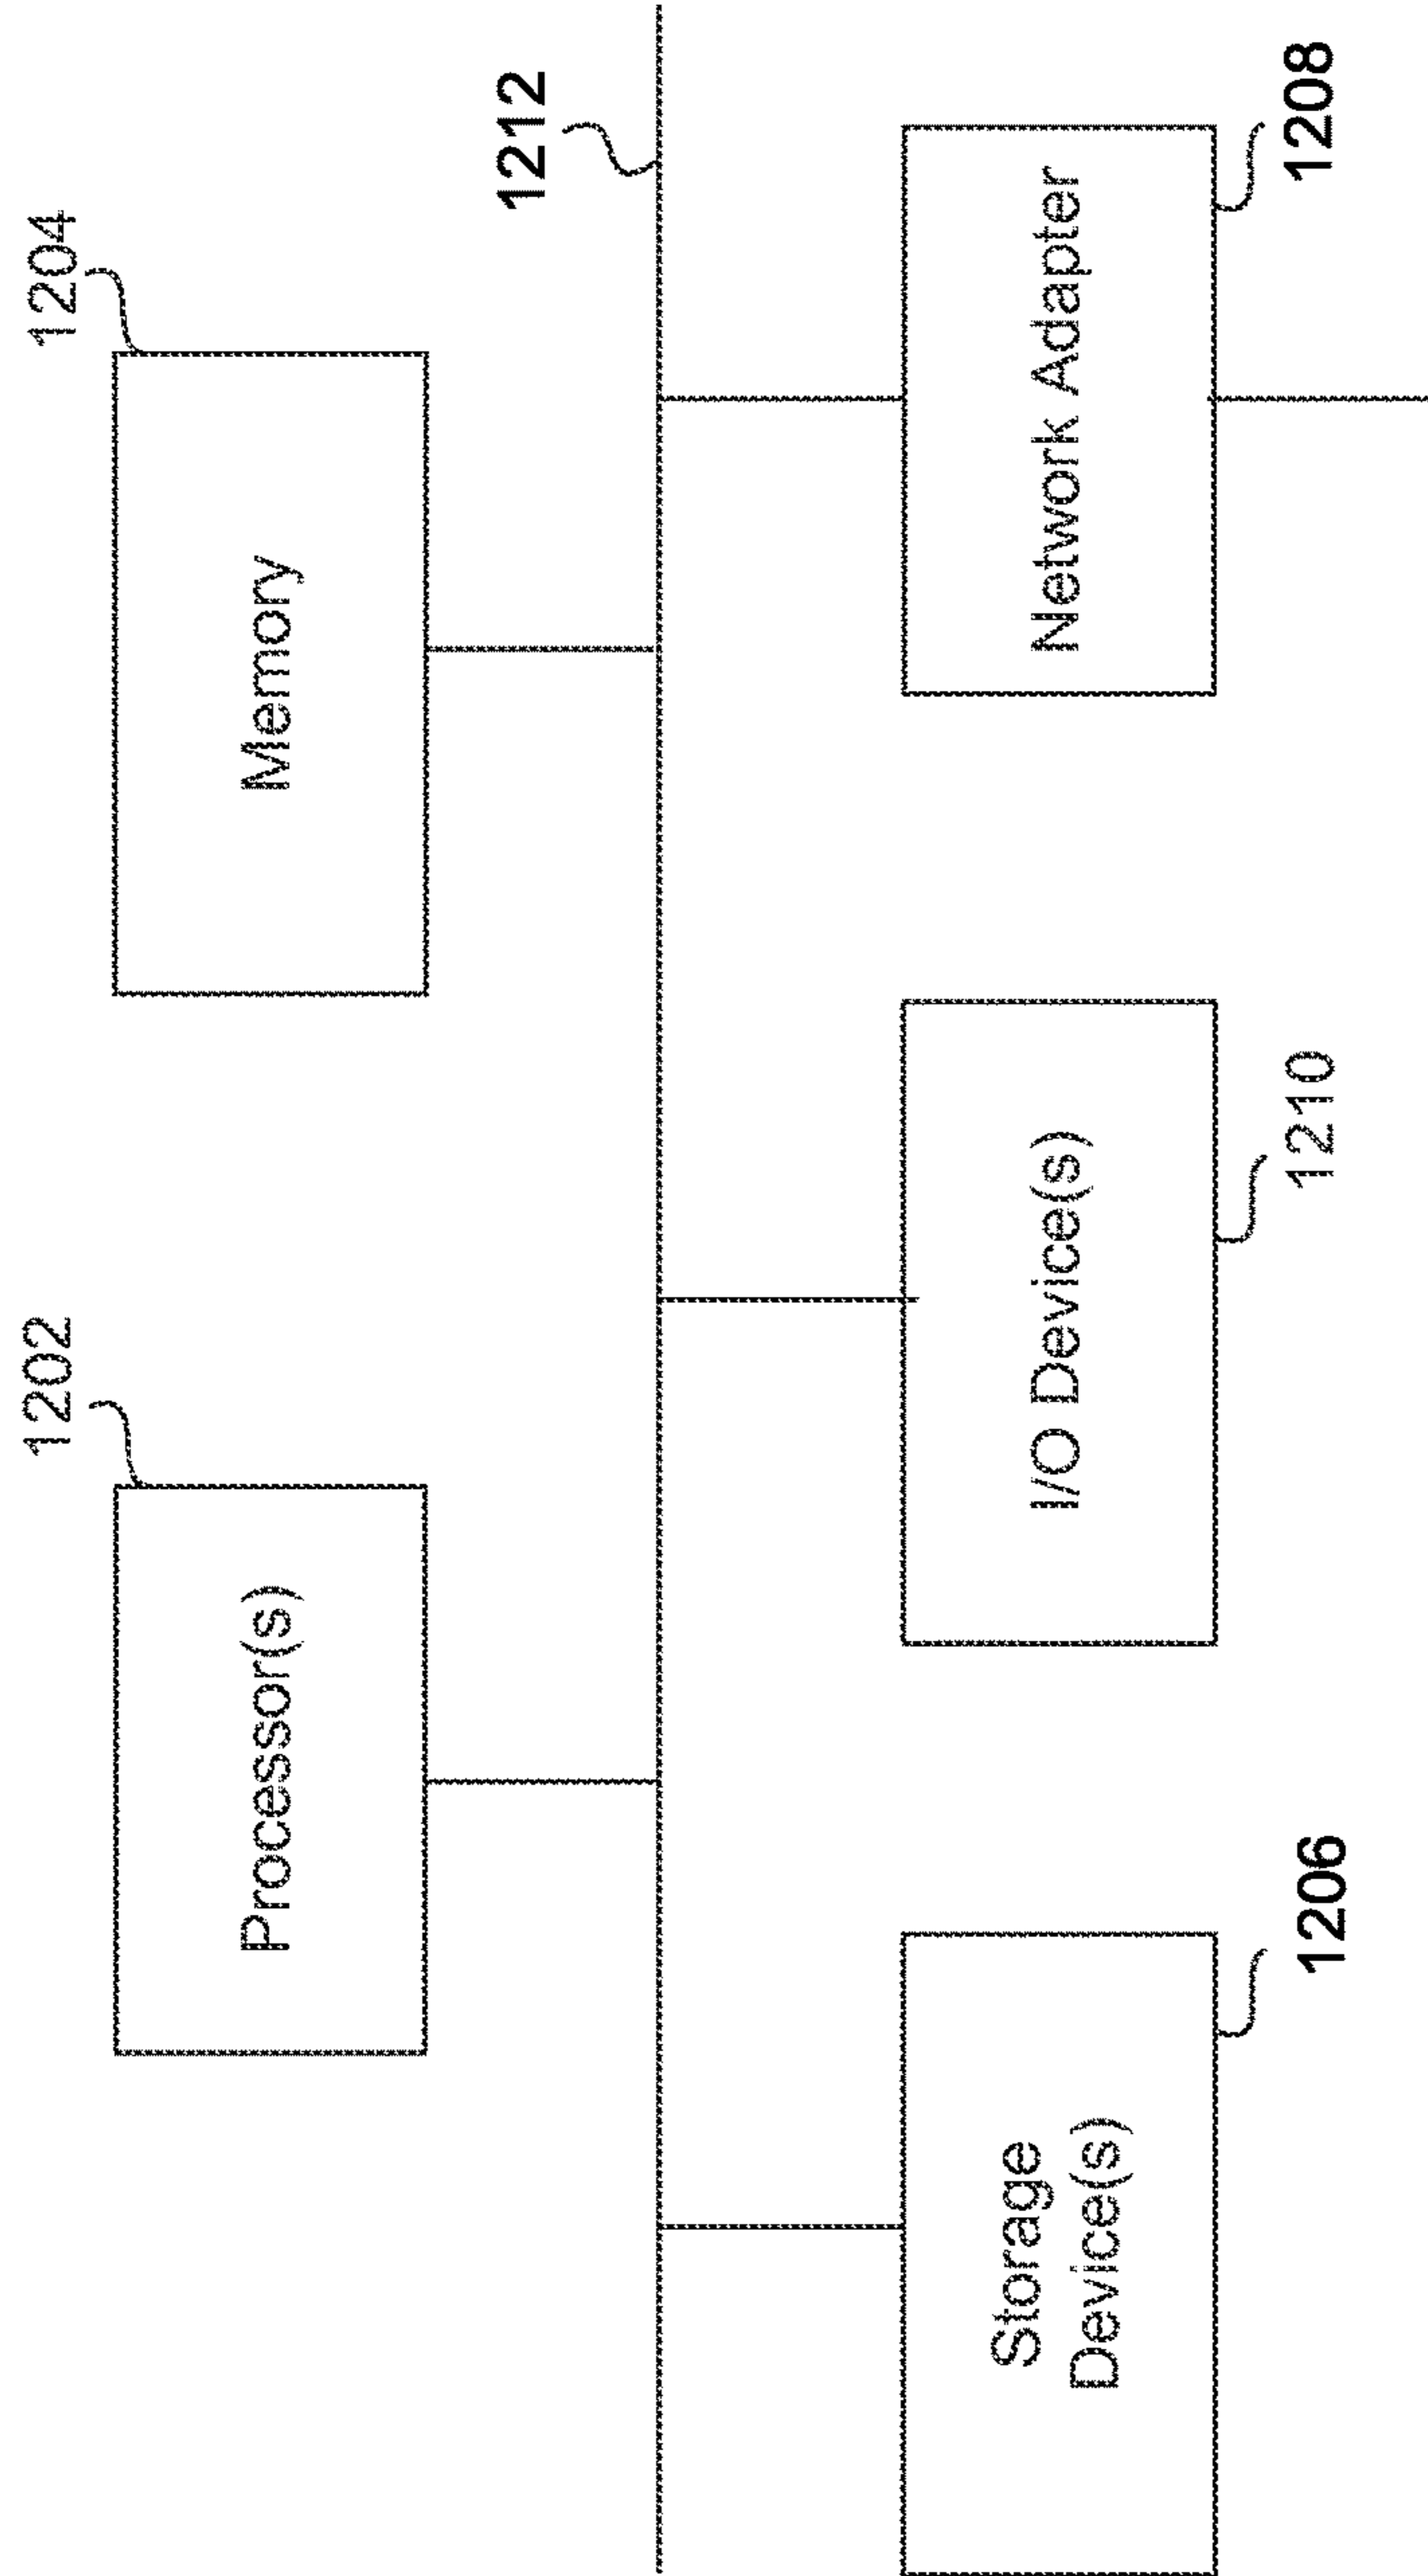 1202
1204
Processor(s)
Memory
1212
Storage
Device(s)
I/O Device(s)
Network Adapter
1206
1210
1208